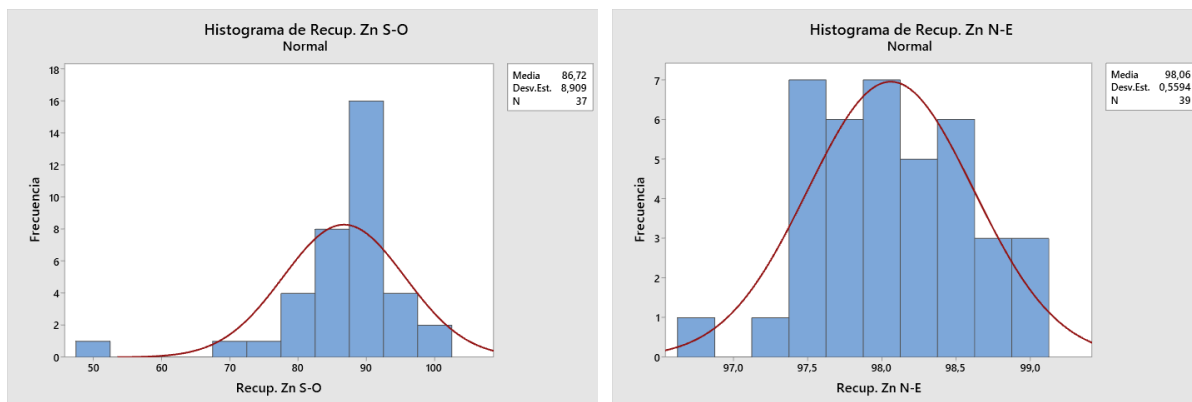 Histograma de Recup. Zn S-O
Normal
18
16
14
12
10
8
6
4
2
0
Frecuencia
50 60 70 80 90 100
Recup. Zn S-O
Media 86,72
Desv.Est. 8,909
N 37
Histograma de Recup. Zn N-E
Normal
7
6
5
4
3
2
1
0
Frecuencia
97,0 97,5 98,0 98,5 99,0
Recup. Zn N-E
Media 98,06
Desv.Est. 0,5594
N 39